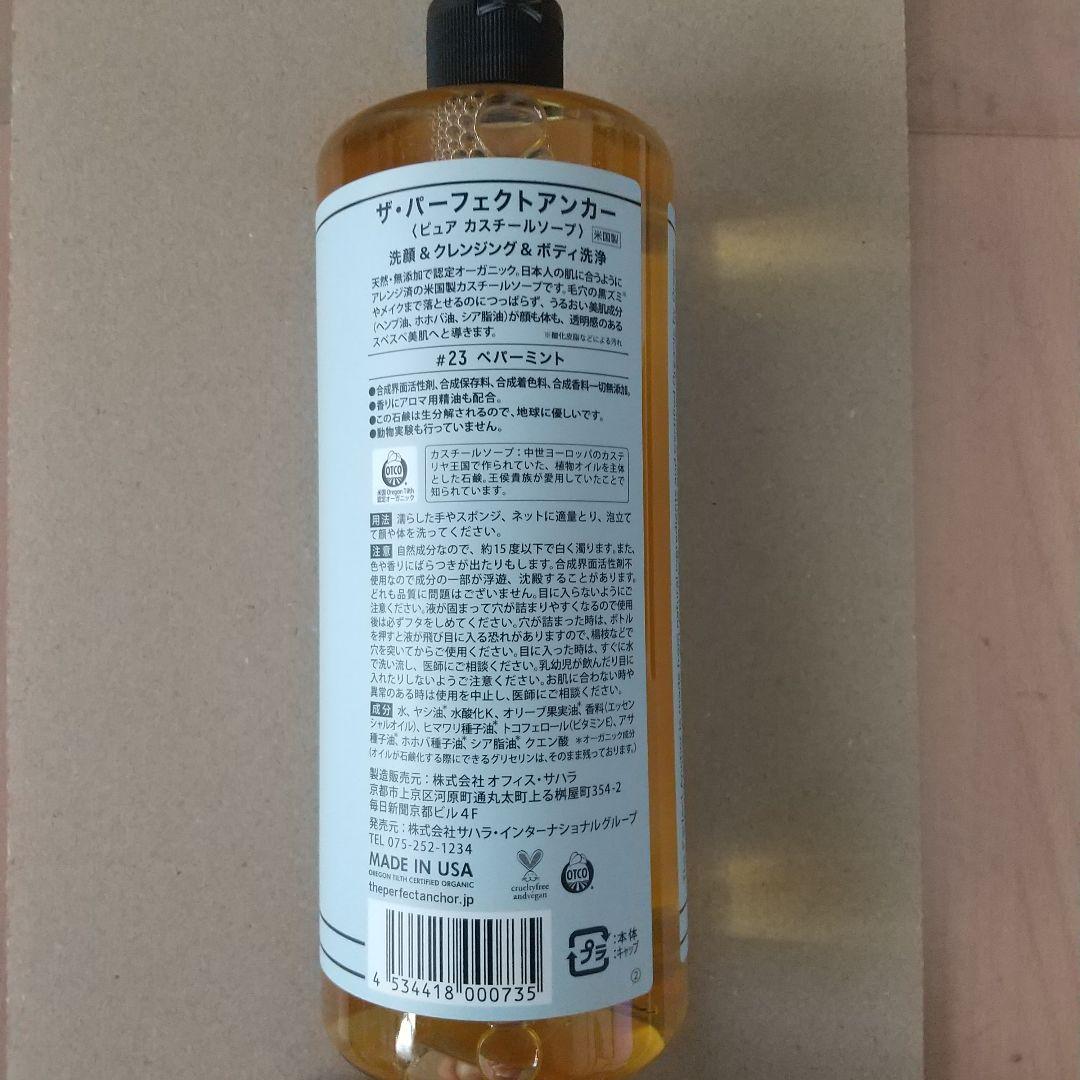 ザ・パーフェクトアンカー
〈ピュア カスチールソープ〉 米国製
洗顔&クレンジング&ボディ洗浄
天然・無添加で認定オーガニック。日本人の肌に合うように
アレンジ済の米国製カスチールソープです。毛穴の黒ズミ※
やメイクまで落とせるのにつっぱらず、うるおい美肌成分
(ヘンプ油、ホホバ油、シア脂油)が顔も体も、透明感のある
スベスベ美肌へと導きます。 ※酸化皮脂などによる汚れ
#23 ペパーミント
●合成界面活性剤、合成保存料、合成着色料、合成香料一切無添加。
●香りにアロマ用精油も配合。
●この石鹸は生分解されるので、地球に優しいです。
●動物実験も行っていません。
OTCO
米国 Oregon Tilth
認定オーガニック
カスチールソープ:中世ヨーロッパのカステ
リヤ王国で作られていた、植物オイルを主体
とした石鹸。王侯貴族が愛用していたことで
知られています。
用法 濡らした手やスポンジ、ネットに適量とり、泡立て
て顔や体を洗ってください。
注意 自然成分なので、約15度以下で白く濁ります。また、
色や香りにばらつきが出たりもします。合成界面活性剤不
使用なので成分の一部が浮遊、沈殿することがあります。
どれも品質に問題はございません。目に入らないようにご
注意ください。液が固まって穴が詰まりやすくなるので使用
後は必ずフタをしめてください。穴が詰まった時は、ボトル
を押すと液が飛び目に入る恐れがありますので、楊枝などで
穴を突いてからご使用ください。目に入った時は、すぐに水
で洗い流し、医師にご相談ください。乳幼児が飲んだり目に
入れたりしないようご注意ください。お肌に合わない時や
異常のある時は使用を中止し、医師にご相談ください。
成分 水、ヤシ油*、水酸化K、オリーブ果実油*、香料(エッセン
シャルオイル)、ヒマワリ種子油*、トコフェロール(ビタミンE)、アサ
種子油*、ホホバ種子油*、シア脂油*、クエン酸 *オーガニック成分
(オイルが石鹸化する際にできるグリセリンは、そのまま残っております。)
製造販売元:株式会社 オフィス・サハラ
京都市上京区河原町通丸太町上る桝屋町354-2
毎日新聞京都ビル4F
発売元:株式会社サハラ・インターナショナルグループ
TEL 075-252-1234
MADE IN USA
OREGON TILTH CERTIFIED ORGANIC
theperfectanchor.jp
crueltyfree
andvegan
OTCO
プラ
:本体
:キャップ
②
4 534418 000735